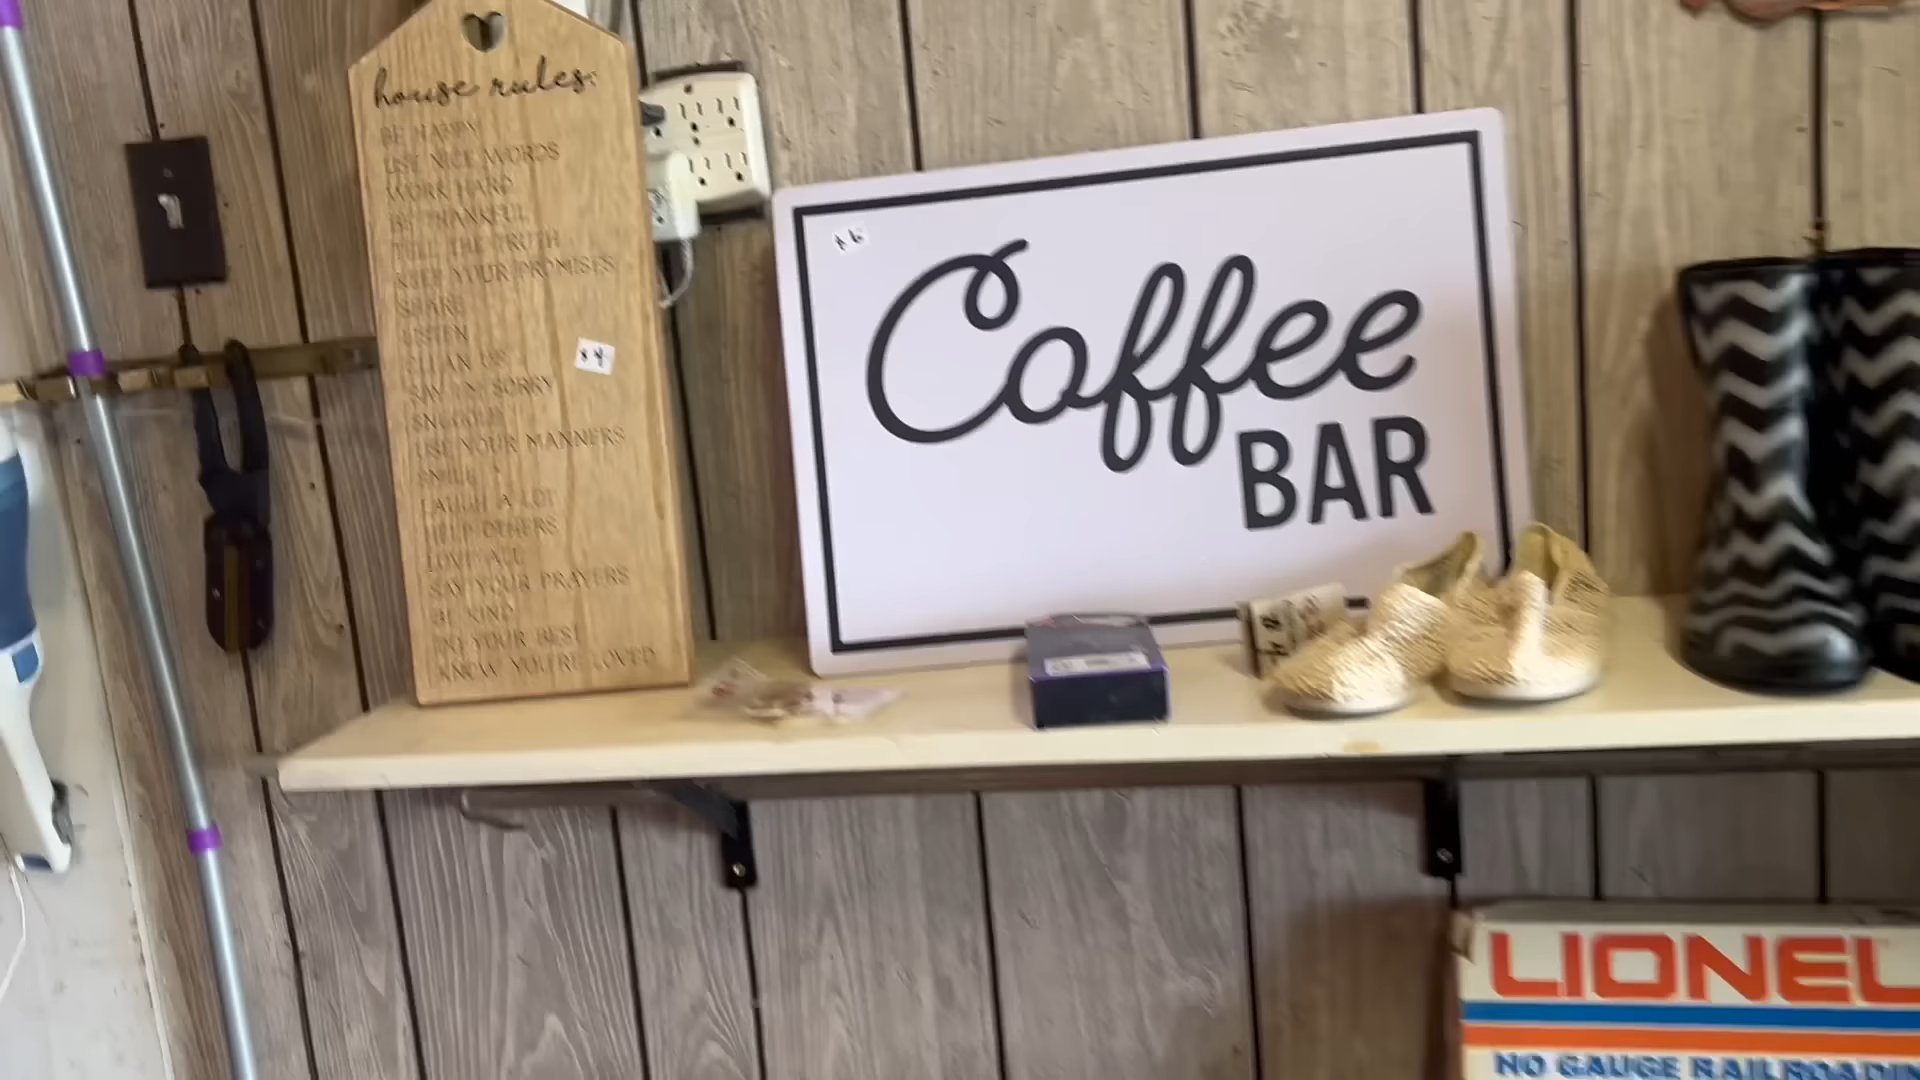 house rules:
BE HAPPY
USE NICE WORDS
WORK HARD
BE THANKFUL
TELL THE TRUTH
KEEP YOUR PROMISES
SHARE
LISTEN
CLEAN UP
SAY I'M SORRY
SNUGGLE
USE YOUR MANNERS
SMILE
LAUGH A LOT
HELP OTHERS
LOVE ALL
SAY YOUR PRAYERS
BE KIND
DO YOUR BEST
KNOW YOU'RE LOVED
$4
$6
Coffee
BAR
LIONEL
NO GAUGE RAILROADIN